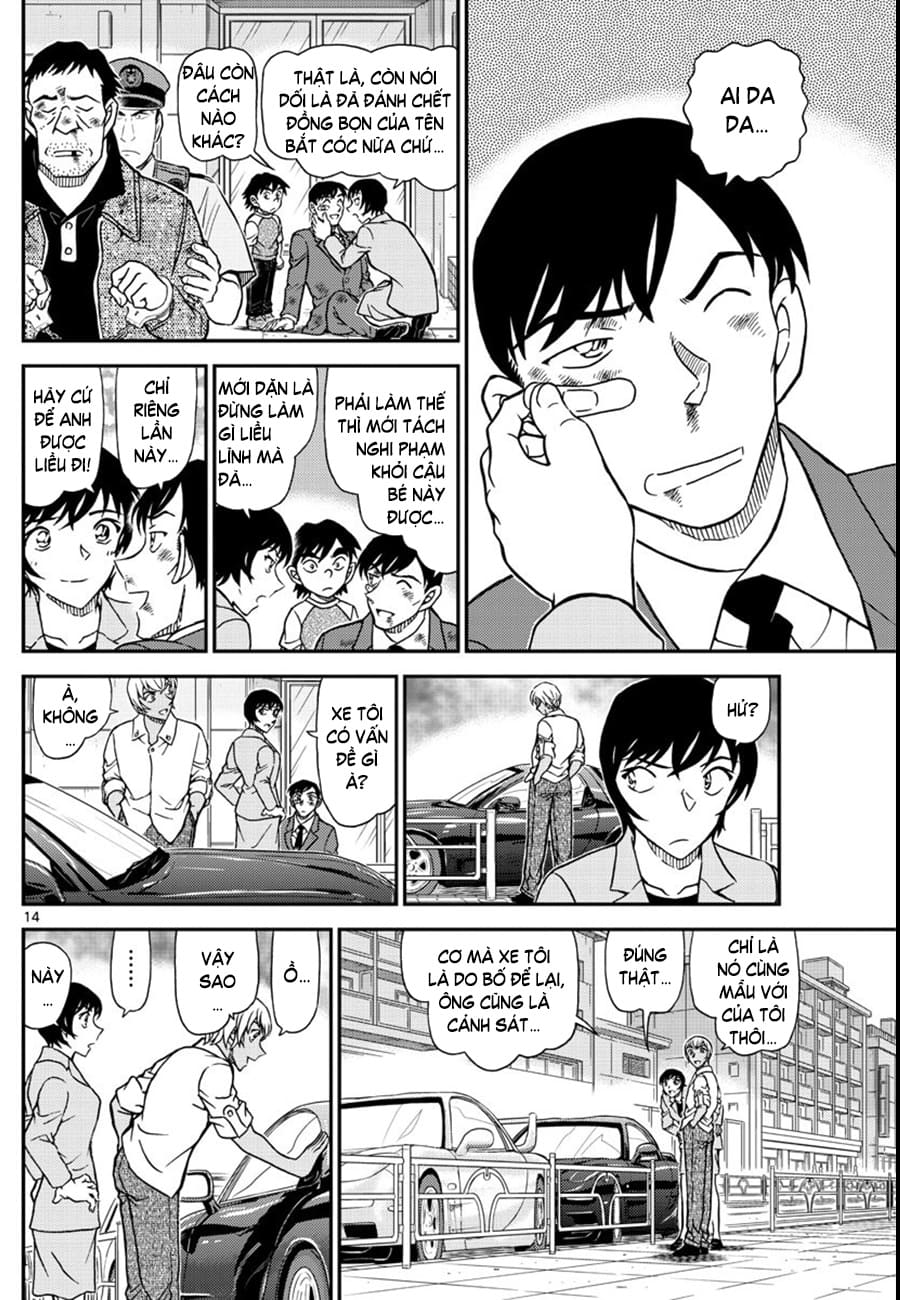 AI DA
DA...
THẬT LÀ, CÒN NÓI
DỐI LÀ ĐÃ ĐÁNH CHẾT
ĐỒNG BỌN CỦA TÊN
BẮT CÓC NỮA CHỨ...
ĐÂU CÒN
CÁCH
NÀO
KHÁC?
PHẢI LÀM THẾ
THÌ MỚI TÁCH
NGHI PHẠM
KHỎI CẬU
BÉ NÀY
ĐƯỢC...
MỚI DẶN LÀ
ĐỪNG LÀM
GÌ LIỀU
LĨNH MÀ
ĐÃ...
CHỈ
RIÊNG
LẦN
NÀY...
HÃY CỨ
ĐỂ ANH
ĐƯỢC
LIỀU ĐI!
HỬ?
XE TÔI
CÓ VẤN
ĐỀ GÌ
À?
À,
KHÔNG
...
14
CHỈ LÀ
NÓ CÙNG
MẪU VỚI
CỦA TÔI
THÔI...
ĐÚNG
THẬT...
CƠ MÀ XE TÔI
LÀ DO BỐ ĐỂ LẠI,
ÔNG CŨNG LÀ
CẢNH SÁT...
Ồ...
VẬY
SAO
...
......
NÀY
...